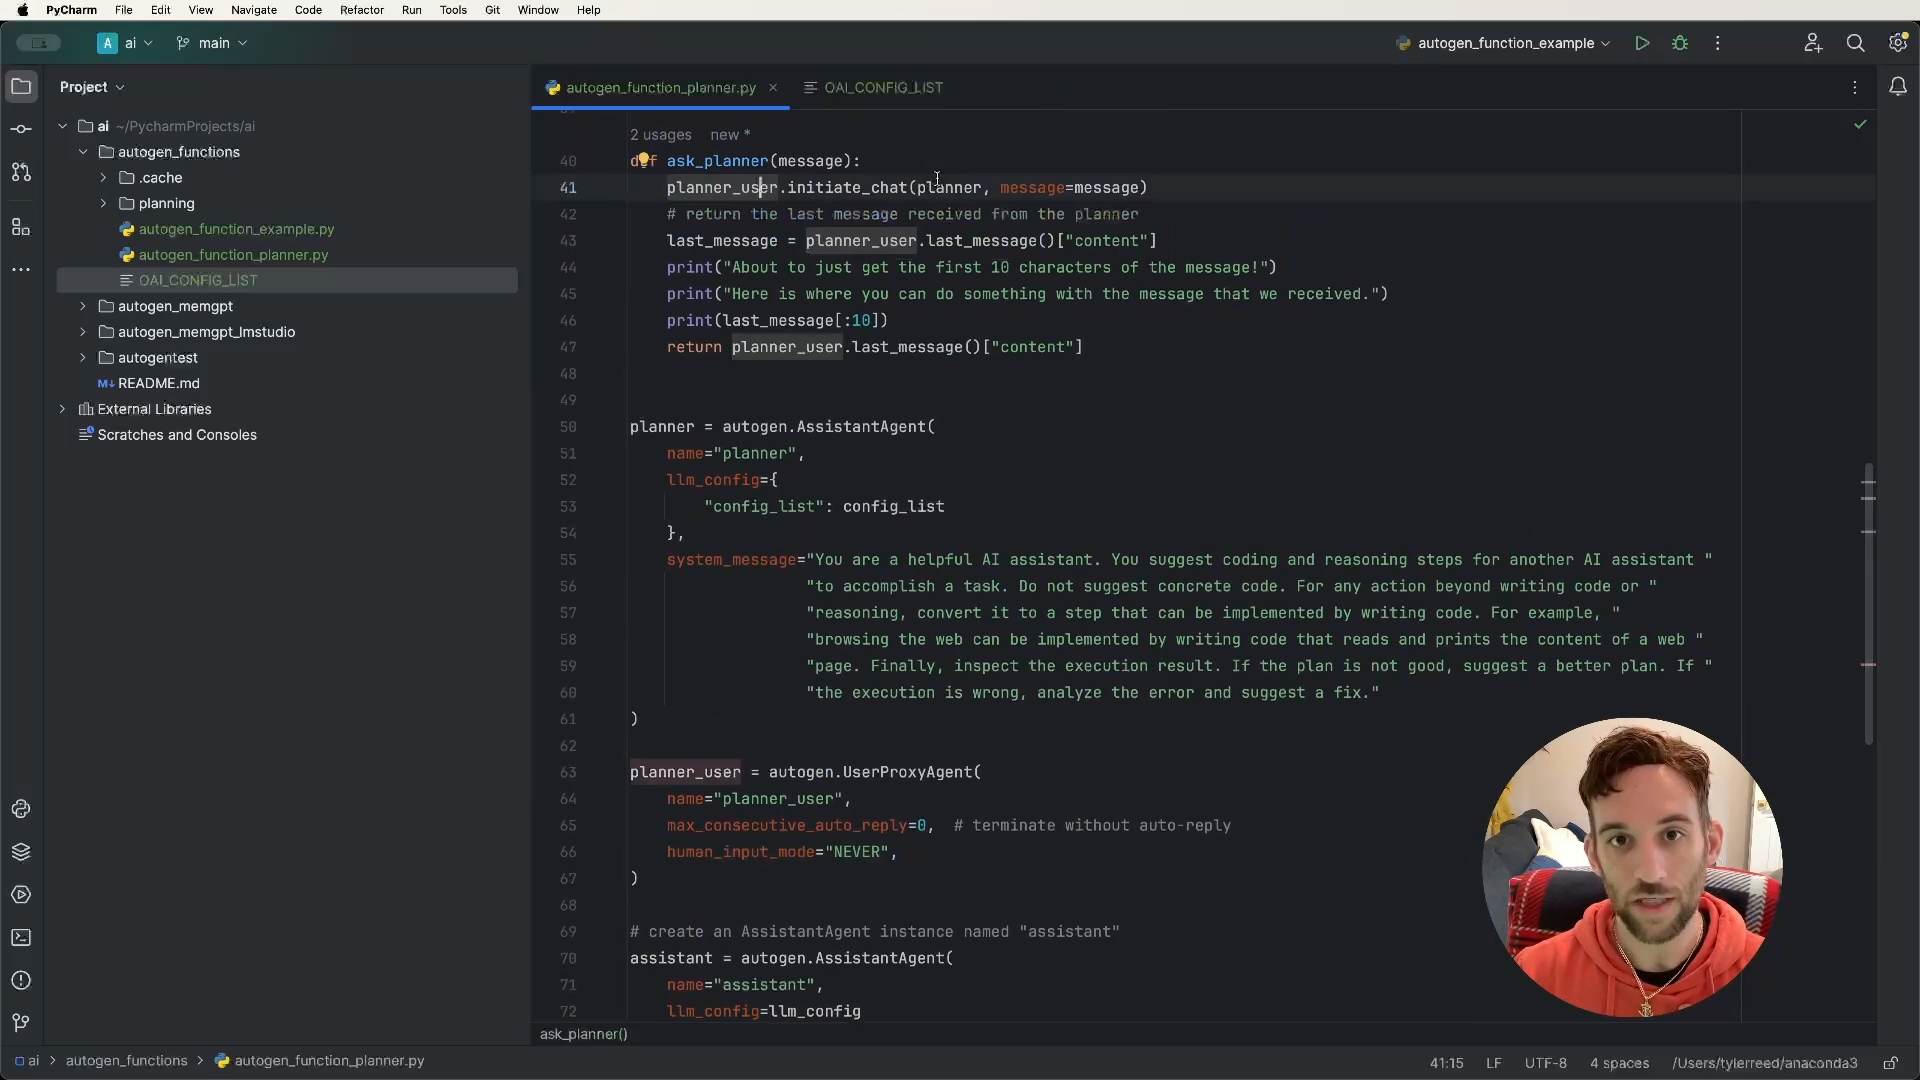 PyCharm File Edit View Navigate Code Refactor Run Tools Git Window Help
A ai main autogen_function_example
Project
autogen_function_planner.py OAI_CONFIG_LIST
ai ~/PycharmProjects/ai
autogen_functions
.cache
planning
autogen_function_example.py
autogen_function_planner.py
OAI_CONFIG_LIST
autogen_memgpt
autogen_memgpt_lmstudio
autogentest
README.md
External Libraries
Scratches and Consoles
2 usages new *
40 def ask_planner(message):
41 planner_user.initiate_chat(planner, message=message)
42 # return the last message received from the planner
43 last_message = planner_user.last_message()["content"]
44 print("About to just get the first 10 characters of the message!")
45 print("Here is where you can do something with the message that we received.")
46 print(last_message[:10])
47 return planner_user.last_message()["content"]
48
49
50 planner = autogen.AssistantAgent(
51 name="planner",
52 llm_config={
53 "config_list": config_list
54 },
55 system_message="You are a helpful AI assistant. You suggest coding and reasoning steps for another AI assistant "
56 "to accomplish a task. Do not suggest concrete code. For any action beyond writing code or "
57 "reasoning, convert it to a step that can be implemented by writing code. For example, "
58 "browsing the web can be implemented by writing code that reads and prints the content of a web "
59 "page. Finally, inspect the execution result. If the plan is not good, suggest a better plan. If "
60 "the execution is wrong, analyze the error and suggest a fix."
61 )
62
63 planner_user = autogen.UserProxyAgent(
64 name="planner_user",
65 max_consecutive_auto_reply=0, # terminate without auto-reply
66 human_input_mode="NEVER",
67 )
68
69 # create an AssistantAgent instance named "assistant"
70 assistant = autogen.AssistantAgent(
71 name="assistant",
72 llm_config=llm_config
ask_planner()
ai > autogen_functions > autogen_function_planner.py 41:15 LF UTF-8 4 spaces /Users/tylerreed/anaconda3